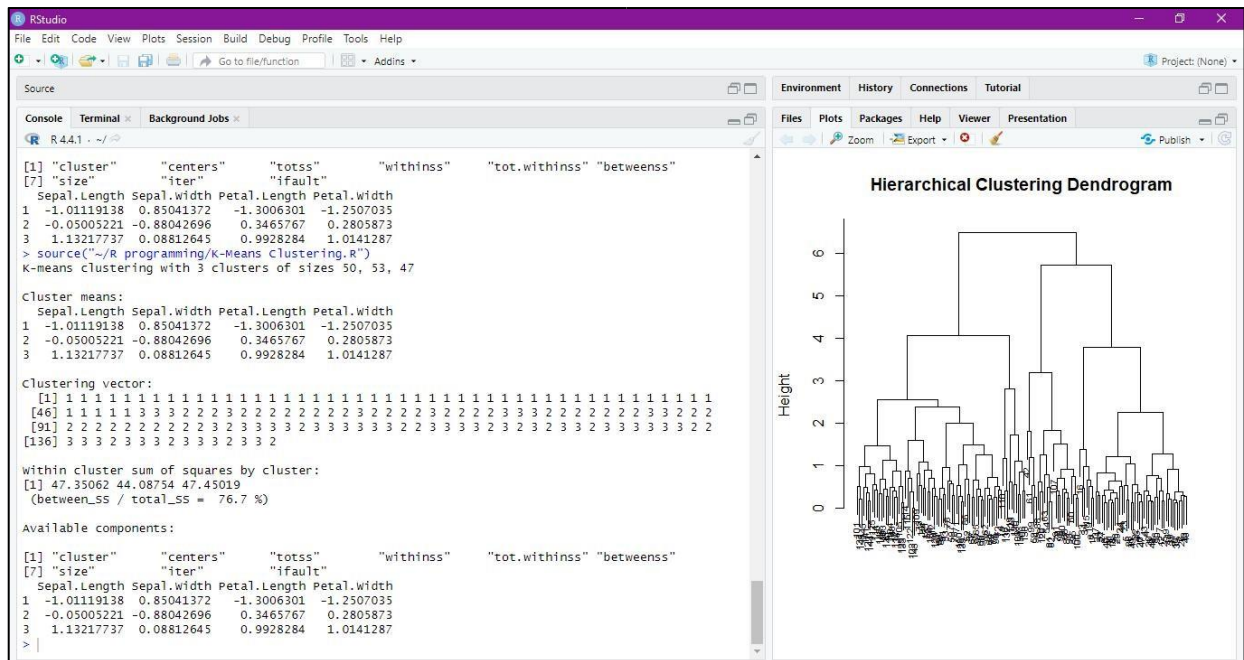 RStudio
File Edit Code View Plots Session Build Debug Profile Tools Help
Go to file/function
Addins
Project: (None)
Source
Console Terminal Background Jobs
R 4.4.1 . ~/
[1] "cluster" "centers" "totss" "withinss" "tot.withinss" "betweenss"
[7] "size" "iter" "ifault"
Sepal.Length Sepal.Width Petal.Length Petal.Width
1 -1.01119138 0.85041372 -1.3006301 -1.2507035
2 -0.05005221 -0.88042696 0.3465767 0.2805873
3 1.13217737 0.08812645 0.9928284 1.0141287
> source("~/R programming/K-Means Clustering.R")
K-means clustering with 3 clusters of sizes 50, 53, 47
Cluster means:
Sepal.Length Sepal.Width Petal.Length Petal.Width
1 -1.01119138 0.85041372 -1.3006301 -1.2507035
2 -0.05005221 -0.88042696 0.3465767 0.2805873
3 1.13217737 0.08812645 0.9928284 1.0141287
Clustering vector:
[1] 1 1 1 1 1 1 1 1 1 1 1 1 1 1 1 1 1 1 1 1 1 1 1 1 1 1 1 1 1 1 1 1 1 1 1 1 1 1 1 1 1 1 1 1 1
[46] 1 1 1 1 1 3 3 3 2 2 2 3 2 2 2 2 2 2 2 2 3 2 2 2 2 3 2 2 2 2 3 3 3 2 2 2 2 2 2 2 3 3 2 2 2
[91] 2 2 2 2 2 2 2 2 2 2 3 2 3 3 3 3 2 3 3 3 3 3 3 2 2 3 3 3 3 2 3 2 3 2 3 3 2 3 3 3 3 3 3 2 2
[136] 3 3 3 2 3 3 3 2 3 3 3 2 3 3 2
Within cluster sum of squares by cluster:
[1] 47.35062 44.08754 47.45019
(between_SS / total_SS = 76.7 %)
Available components:
[1] "cluster" "centers" "totss" "withinss" "tot.withinss" "betweenss"
[7] "size" "iter" "ifault"
Sepal.Length Sepal.Width Petal.Length Petal.Width
1 -1.01119138 0.85041372 -1.3006301 -1.2507035
2 -0.05005221 -0.88042696 0.3465767 0.2805873
3 1.13217737 0.08812645 0.9928284 1.0141287
>
Environment History Connections Tutorial
Files Plots Packages Help Viewer Presentation
Zoom Export Publish
Hierarchical Clustering Dendrogram
Height
6
5
4
3
2
1
0